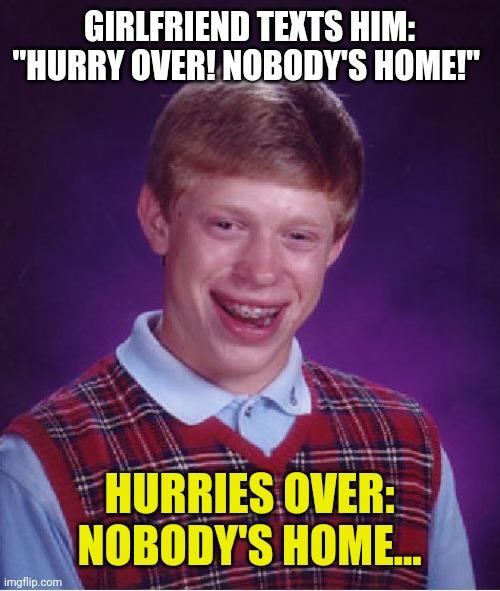 GIRLFRIEND TEXTS HIM:
"HURRY OVER! NOBODY'S HOME!"
HURRIES OVER:
NOBODY'S HOME...
imgflip.com